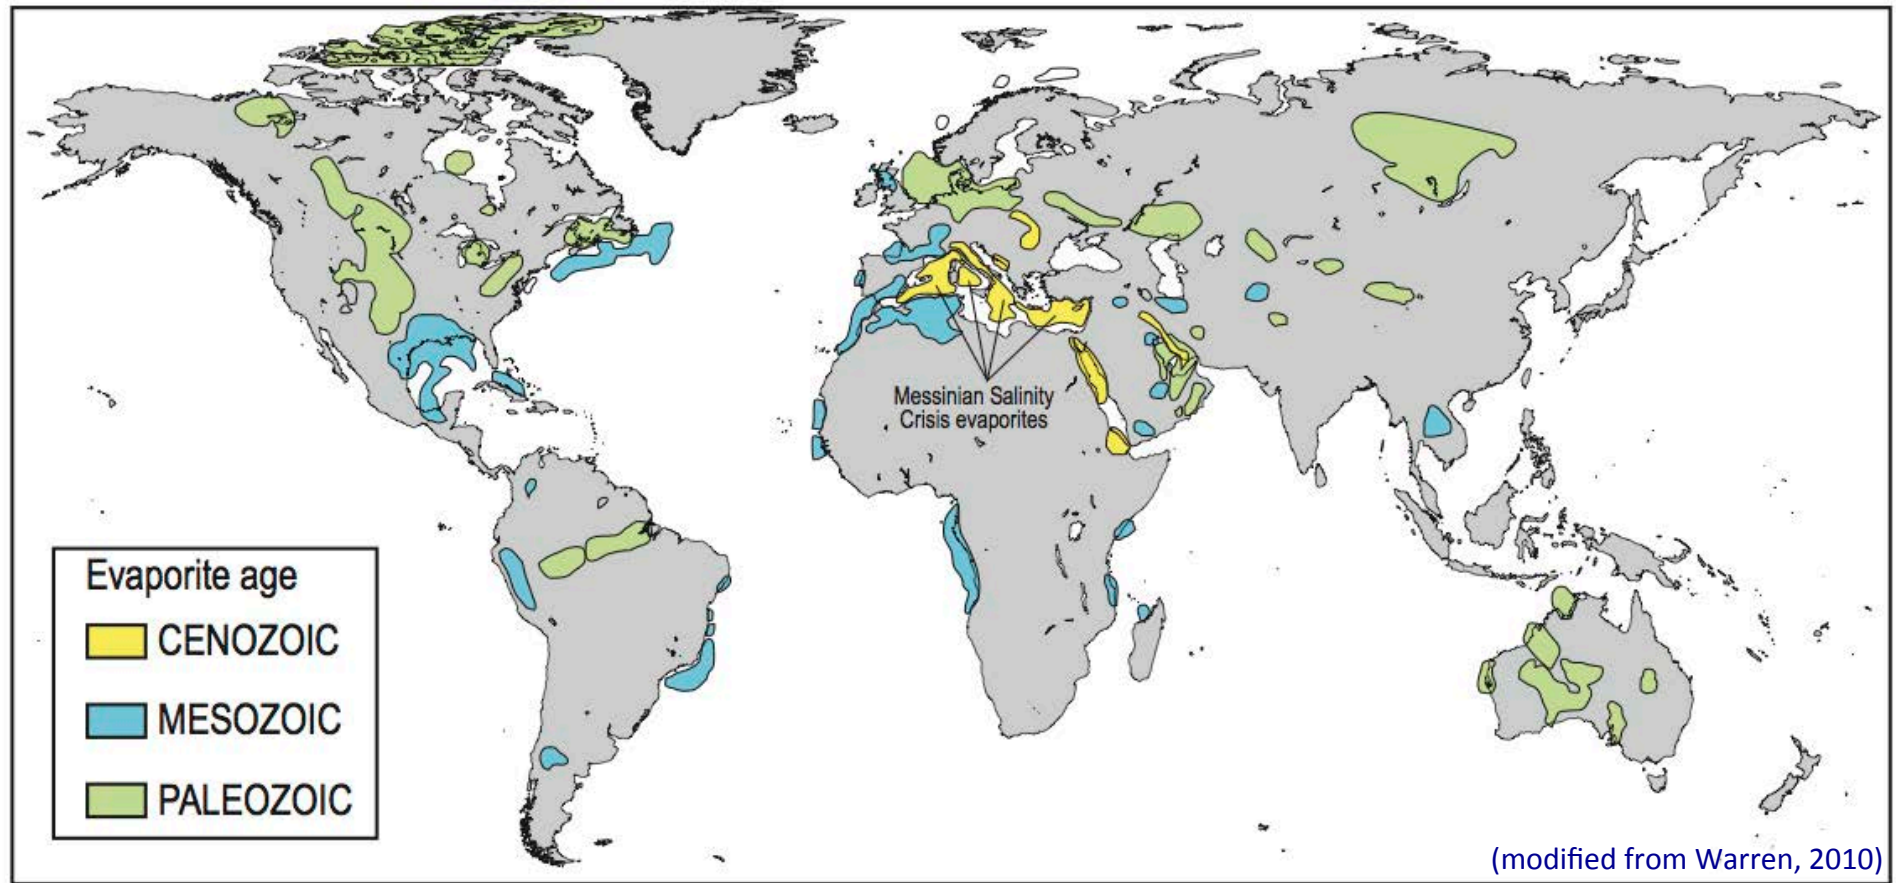 Messinian Salinity
Crisis evaporites
Evaporite age
CENOZOIC
MESOZOIC
PALEOZOIC
(modified from Warren, 2010)